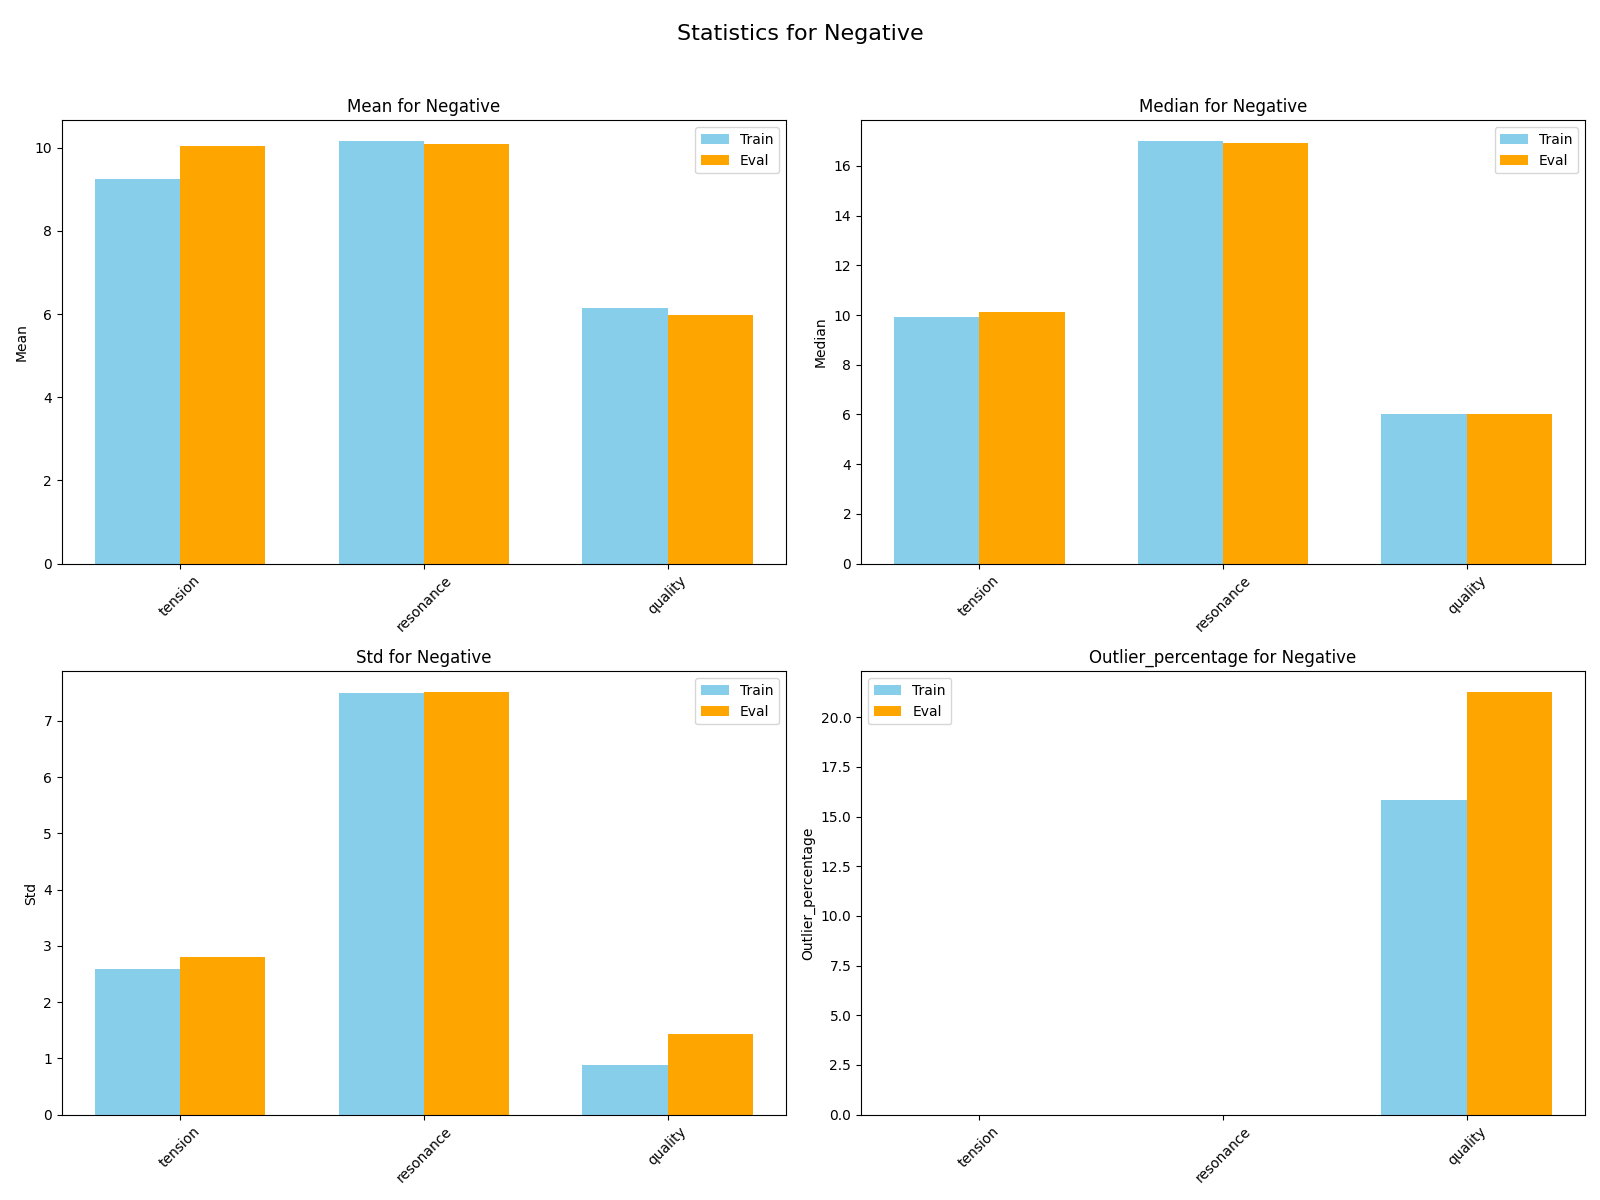 Statistics for Negative
Mean for Negative
Train
Eval
10
8
6
4
2
0
Mean
tension
resonance
quality
Median for Negative
Train
Eval
16
14
12
10
8
6
4
2
0
Median
tension
resonance
quality
Std for Negative
Train
Eval
7
6
5
4
3
2
1
0
Std
tension
resonance
quality
Outlier_percentage for Negative
Train
Eval
20.0
17.5
15.0
12.5
10.0
7.5
5.0
2.5
0.0
Outlier_percentage
tension
resonance
quality